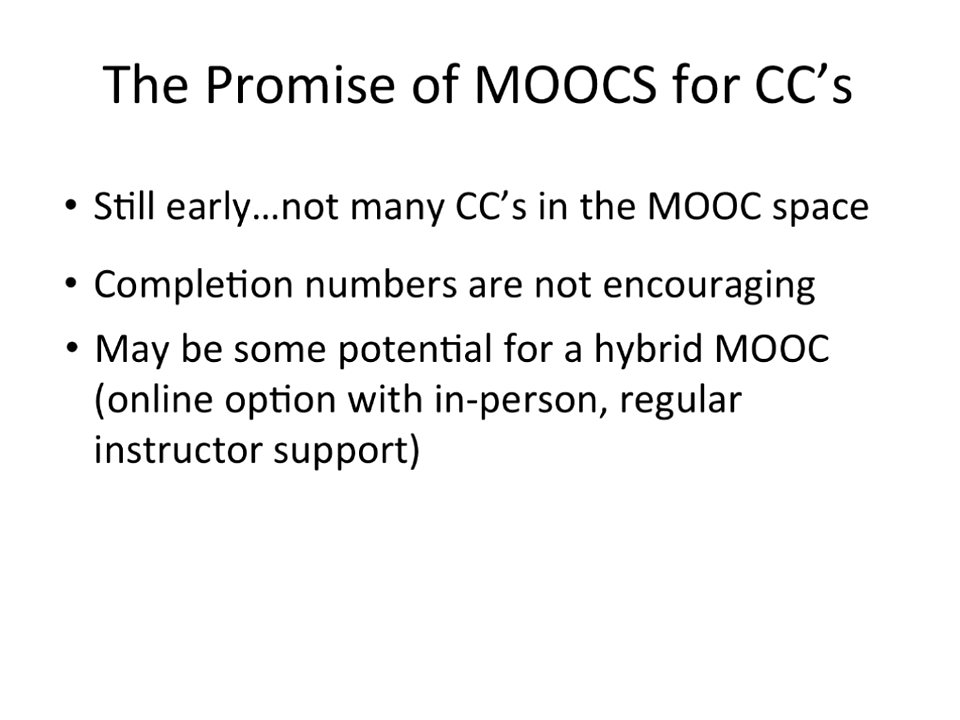 The Promise of MOOCS for CC’s
• Still early…not many CC’s in the MOOC space
• Completion numbers are not encouraging
• May be some potential for a hybrid MOOC
(online option with in-person, regular
instructor support)